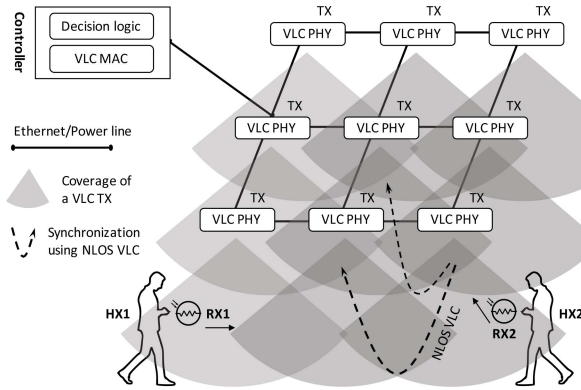 Controller
Decision logic
VLC MAC
TX
TX
TX
VLC PHY
VLC PHY
VLC PHY
TX
TX
TX
VLC PHY
VLC PHY
VLC PHY
TX
TX
TX
VLC PHY
VLC PHY
VLC PHY
Ethernet/Power line
Coverage of
a VLC TX
Synchronization
using NLOS VLC
HX1
RX1
NLOS VLC
RX2
HX2